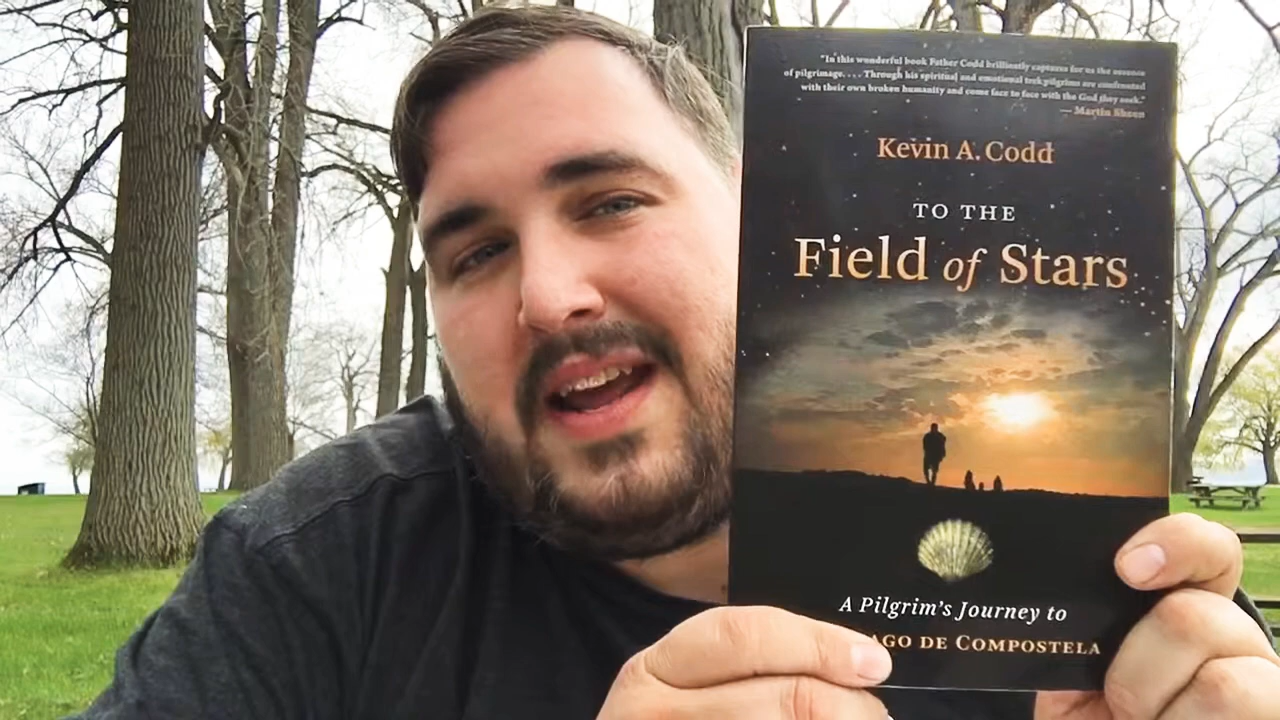 "In this wonderful book Father Codd brilliantly captures for us the essence
of pilgrimage. . . . Through his spiritual and emotional trek pilgrims are confronted
with their own broken humanity and come face to face with the God they seek."
— Martin Sheen
Kevin A. Codd
TO THE
Field of Stars
A Pilgrim's Journey to
AGO DE COMPOSTELA